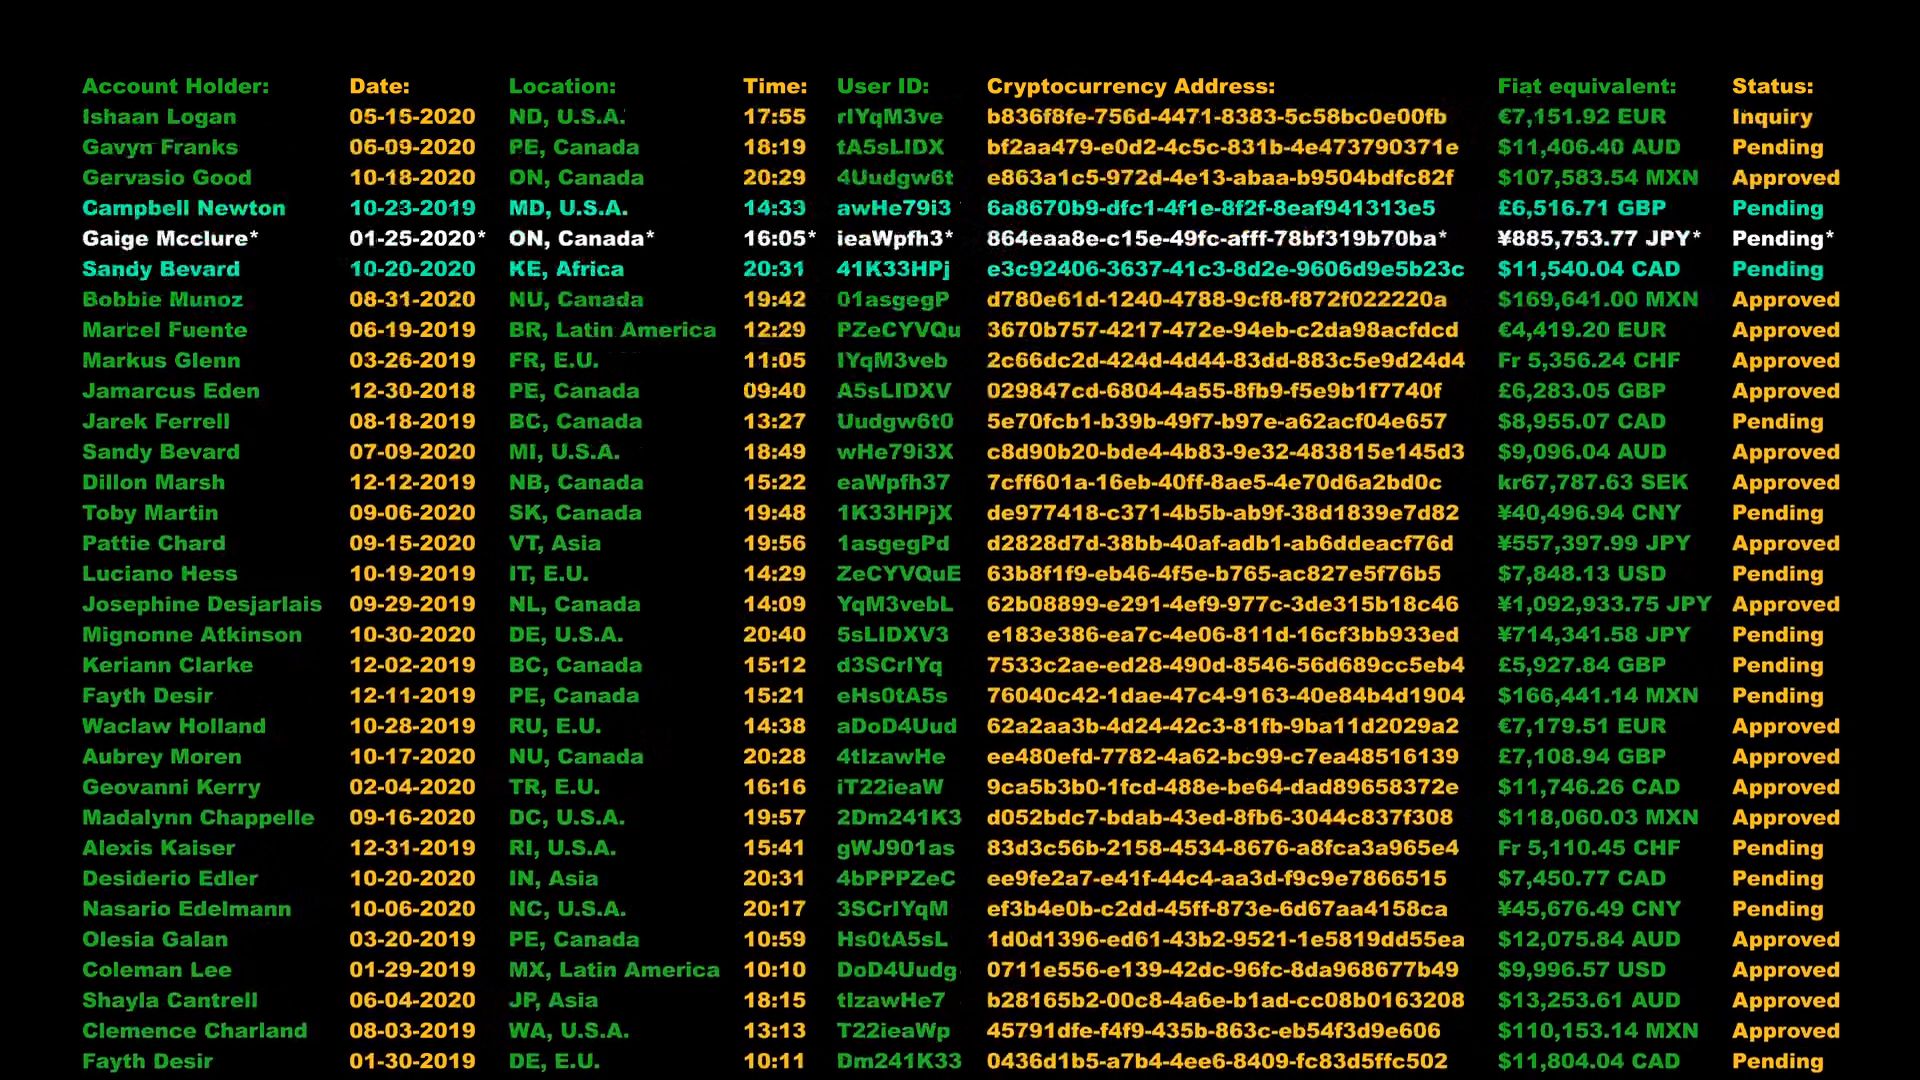 Account Holder: Date: Location: Time: User ID: Cryptocurrency Address: Fiat equivalent: Status:
Ishaan Logan 05-15-2020 ND, U.S.A. 17:55 rIYqM3ve b836f8fe-756d-4471-8383-5c58bc0e00fb €7,151.92 EUR Inquiry
Gavyn Franks 06-09-2020 PE, Canada 18:19 tA5sLIDX bf2aa479-e0d2-4c5c-831b-4e473790371e $11,406.40 AUD Pending
Gervasio Good 10-18-2020 ON, Canada 20:29 4Uudgw6t e863a1c5-972d-4e13-abaa-b9504bdfc82f $107,583.54 MXN Approved
Campbell Newton 10-23-2019 MD, U.S.A. 14:33 awHe79i3 6a8670b9-dfc1-4f1e-8f2f-8eaf941313e5 £6,516.71 GBP Pending
Gaige Mcclure* 01-25-2020* ON, Canada* 16:05* ieaWpfh3* 864eaa8e-c15e-49fc-afff-78bf319b70ba* ¥885,753.77 JPY* Pending*
Sandy Bevard 10-20-2020 KE, Africa 20:31 41K33HPj e3c92406-3637-41c3-8d2e-9606d9e5b23c $11,540.04 CAD Pending
Bobbie Munoz 08-31-2020 NU, Canada 19:42 01asgegP d780e61d-1240-4788-9cf8-f872f022220a $169,641.00 MXN Approved
Marcel Fuente 06-19-2019 BR, Latin America 12:29 PZeCYVQu 3670b757-4217-472e-94eb-c2da98acfdcd €4,419.20 EUR Approved
Markus Glenn 03-26-2019 FR, E.U. 11:05 IYqM3veb 2c66dc2d-424d-4d44-83dd-883c5e9d24d4 Fr 5,356.24 CHF Approved
Jamarcus Eden 12-30-2018 PE, Canada 09:40 A5sLIDXV 029847cd-6804-4a55-8fb9-f5e9b1f7740f £6,283.05 GBP Approved
Jarek Ferrell 08-18-2019 BC, Canada 13:27 Uudgw6t0 5e70fcb1-b39b-49f7-b97e-a62acf04e657 $8,955.07 CAD Pending
Sandy Bevard 07-09-2020 MI, U.S.A. 18:49 wHe79i3X c8d90b20-bde4-4b83-9e32-483815e145d3 $9,096.04 AUD Approved
Dillon Marsh 12-12-2019 NB, Canada 15:22 eaWpfh37 7cff601a-16eb-40ff-8ae5-4e70d6a2bd0c kr67,787.63 SEK Approved
Toby Martin 09-06-2020 SK, Canada 19:48 1K33HPjX de977418-c371-4b5b-ab9f-38d1839e7d82 ¥40,496.94 CNY Pending
Pattie Chard 09-15-2020 VT, Asia 19:56 1asgegPd d2828d7d-38bb-40af-adb1-ab6ddeacf76d ¥557,397.99 JPY Approved
Luciano Hess 10-19-2019 IT, E.U. 14:29 ZeCYVQuE 63b8f1f9-eb46-4f5e-b765-ac827e5f76b5 $7,848.13 USD Pending
Josephine Desjarlais 09-29-2019 NL, Canada 14:09 YqM3vebL 62b08899-e291-4ef9-977c-3de315b18c46 ¥1,092,933.75 JPY Approved
Mignonne Atkinson 10-30-2020 DE, U.S.A. 20:40 5sLIDXV3 e183e386-ea7c-4e06-811d-16cf3bb933ed ¥714,341.58 JPY Pending
Keriann Clarke 12-02-2019 BC, Canada 15:12 d3SCrIYq 7533c2ae-ed28-490d-8546-56d689cc5eb4 £5,927.84 GBP Pending
Fayth Desir 12-11-2019 PE, Canada 15:21 eHs0tA5s 76040c42-1dae-47c4-9163-40e84b4d1904 $166,441.14 MXN Pending
Waclaw Holland 10-28-2019 RU, E.U. 14:38 aDoD4Uud 62a2aa3b-4d24-42c3-81fb-9ba11d2029a2 €7,179.51 EUR Approved
Aubrey Moren 10-17-2020 NU, Canada 20:28 4tIzawHe ee480efd-7782-4a62-bc99-c7ea48516139 £7,108.94 GBP Approved
Geovanni Kerry 02-04-2020 TR, E.U. 16:16 iT22ieaW 9ca5b3b0-1fcd-488e-be64-dad89658372e $11,746.26 CAD Approved
Madalynn Chappelle 09-16-2020 DC, U.S.A. 19:57 2Dm241K3 d052bdc7-bdab-43ed-8fb6-3044c837f308 $118,060.03 MXN Approved
Alexis Kaiser 12-31-2019 RI, U.S.A. 15:41 gWJ901as 83d3c56b-2158-4534-8676-a8fca3a965e4 Fr 5,110.45 CHF Pending
Desiderio Edler 10-20-2020 IN, Asia 20:31 4bPPPZeC ee9fe2a7-e41f-44c4-aa3d-f9c9e7866515 $7,450.77 CAD Pending
Nasario Edelmann 10-06-2020 NC, U.S.A. 20:17 3SCrIYqM ef3b4e0b-c2dd-45ff-873e-6d67aa4158ca ¥45,676.49 CNY Pending
Olesia Galan 03-20-2019 PE, Canada 10:59 Hs0tA5sL 1d0d1396-ed61-43b2-9521-1e5819dd55ea $12,075.84 AUD Approved
Coleman Lee 01-29-2019 MX, Latin America 10:10 DoD4Uudg 0711e556-e139-42dc-96fc-8da968677b49 $9,996.57 USD Approved
Shayla Cantrell 06-04-2020 JP, Asia 18:15 tIzawHe7 b28165b2-00c8-4a6e-b1ad-cc08b0163208 $13,253.61 AUD Approved
Clemence Charland 08-03-2019 WA, U.S.A. 13:13 T22ieaWp 45791dfe-f4f9-435b-863c-eb54f3d9e606 $110,153.14 MXN Approved
Fayth Desir 01-30-2019 DE, E.U. 10:11 Dm241K33 0436d1b5-a7b4-4ee6-8409-fc83d5ffc502 $11,804.04 CAD Pending